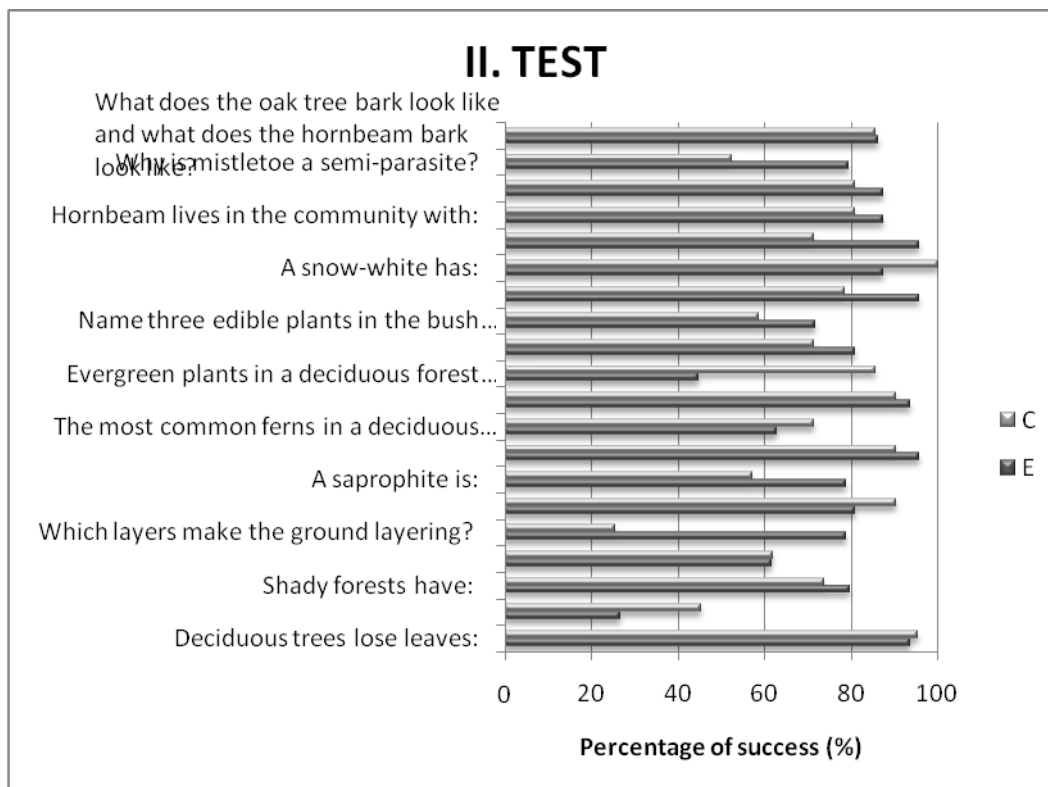 II. TEST
What does the oak tree bark look like
and what does the hornbeam bark
look like?
Why is mistletoe a semi-parasite?
Hornbeam lives in the community with:
A snow-white has:
Name three edible plants in the bush...
Evergreen plants in a deciduous forest...
The most common ferns in a deciduous...
A saprophite is:
Which layers make the ground layering?
Shady forests have:
Deciduous trees lose leaves:
C
E
0 20 40 60 80 100
Percentage of success (%)